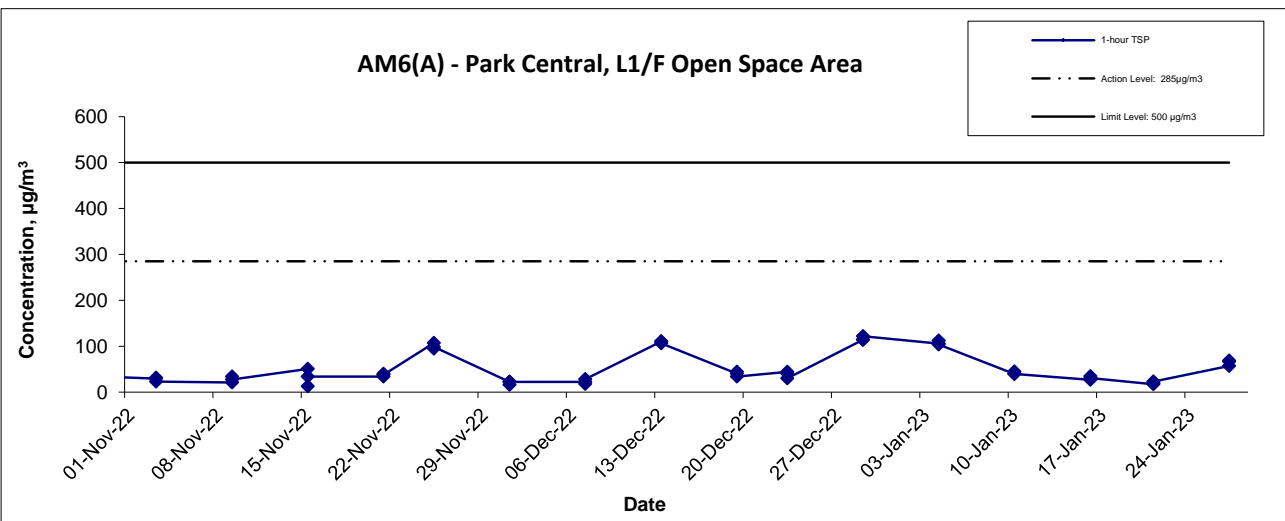 AM6(A) - Park Central, L1/F Open Space Area
1-hour TSP
Action Level:  285µg/m3
Limit Level: 500 µg/m3
Concentration, µg/m³
600
500
400
300
200
100
0
01-Nov-22
08-Nov-22
15-Nov-22
22-Nov-22
29-Nov-22
06-Dec-22
13-Dec-22
20-Dec-22
27-Dec-22
03-Jan-23
10-Jan-23
17-Jan-23
24-Jan-23
Date